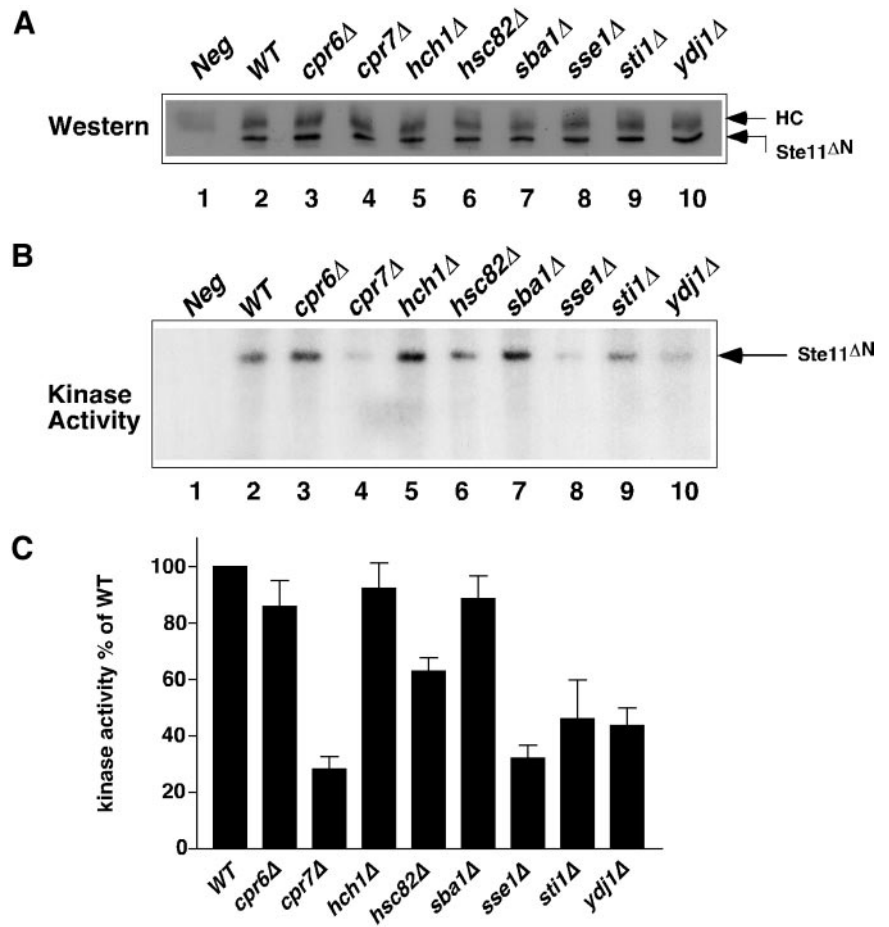 A
Neg WT cpr6Δ cpr7Δ hch1Δ hsc82Δ sba1Δ sse1Δ sti1Δ ydj1Δ
Western
HC
Ste11ΔN
1 2 3 4 5 6 7 8 9 10
B
Neg WT cpr6Δ cpr7Δ hch1Δ hsc82Δ sba1Δ sse1Δ sti1Δ ydj1Δ
Ste11ΔN
Kinase
Activity
1 2 3 4 5 6 7 8 9 10
C
kinase activity % of WT
100
80
60
40
20
0
WT cpr6Δ cpr7Δ hch1Δ hsc82Δ sba1Δ sse1Δ sti1Δ ydj1Δ